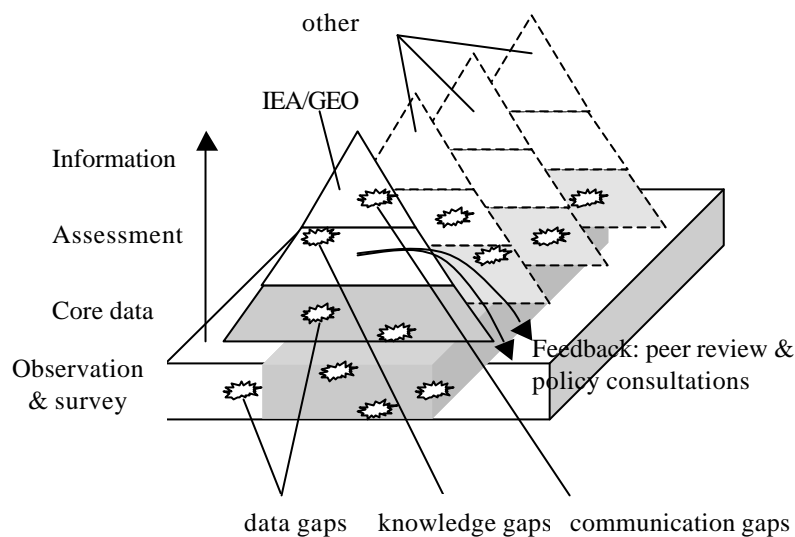 other
IEA/GEO
Information
Assessment
Core data
Observation
& survey
Feedback: peer review &
policy consultations
data gaps
knowledge gaps
communication gaps